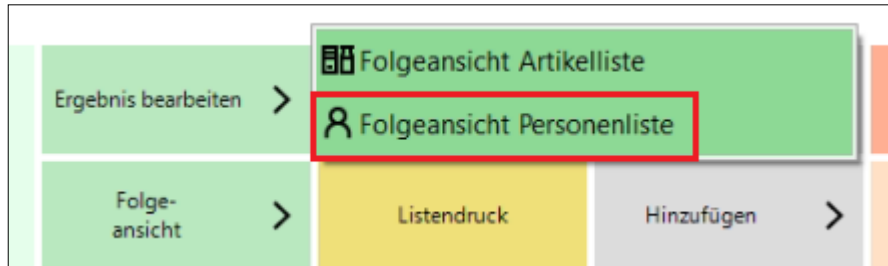 Folgeansicht Artikelliste
Ergebnis bearbeiten
Folgeansicht Personenliste
Folge-
ansicht
Listendruck
Hinzufügen